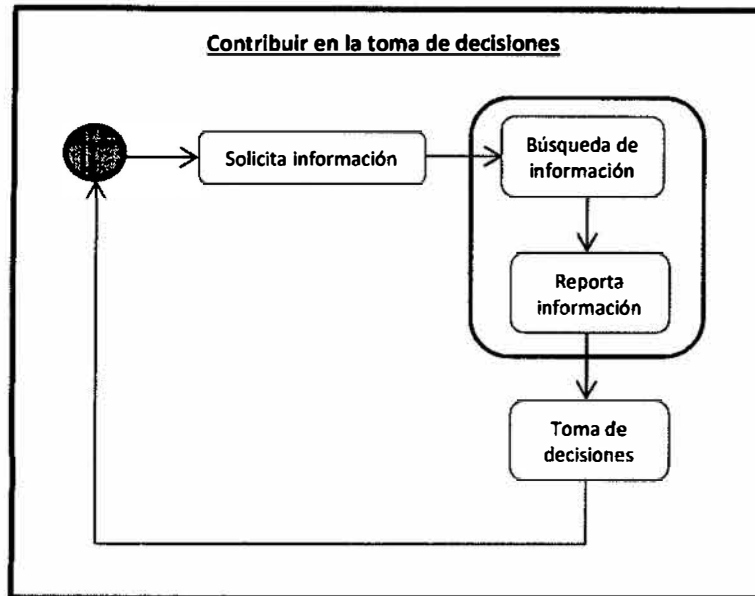 Contribuir en la toma de decisiones
Solicita información
Búsqueda de
información
Reporta
información
Toma de
decisiones